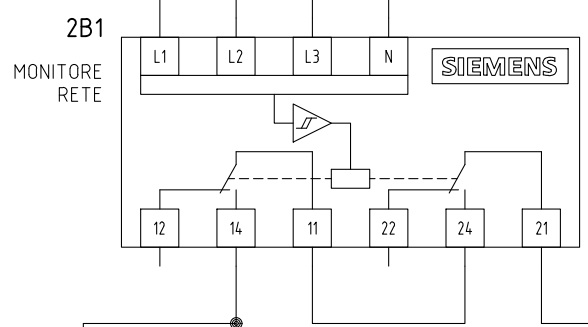 2B1
MONITORE
RETE
L1 L2 L3 N
SIEMENS
12 14 11 22 24 21